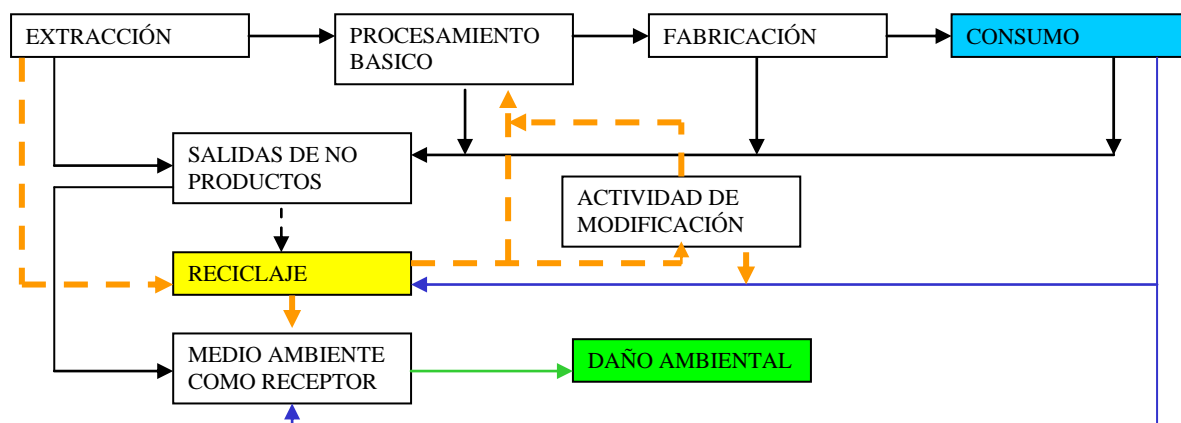 EXTRACCIÓN
PROCESAMIENTO
BASICO
FABRICACIÓN
CONSUMO
SALIDAS DE NO
PRODUCTOS
ACTIVIDAD DE
MODIFICACIÓN
RECICLAJE
MEDIO AMBIENTE
COMO RECEPTOR
DAÑO AMBIENTAL